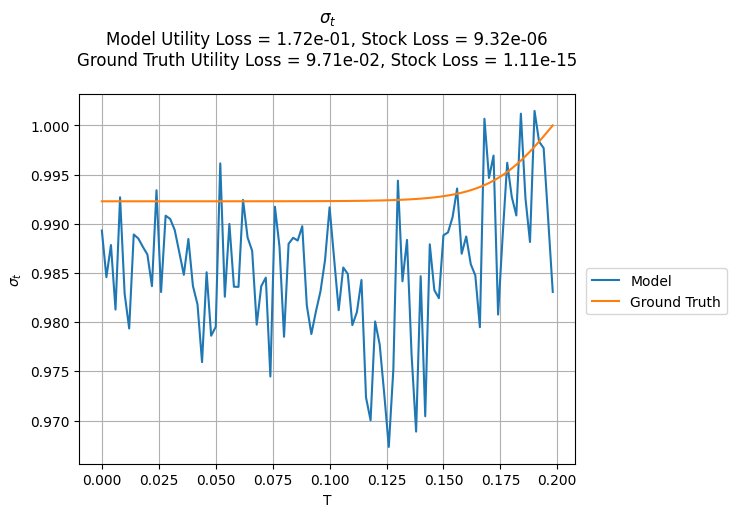 σt
Model Utility Loss = 1.72e-01, Stock Loss = 9.32e-06
Ground Truth Utility Loss = 9.71e-02, Stock Loss = 1.11e-15
1.000
0.995
0.990
0.985
0.980
0.975
0.970
σt
0.000
0.025
0.050
0.075
0.100
0.125
0.150
0.175
0.200
T
Model
Ground Truth